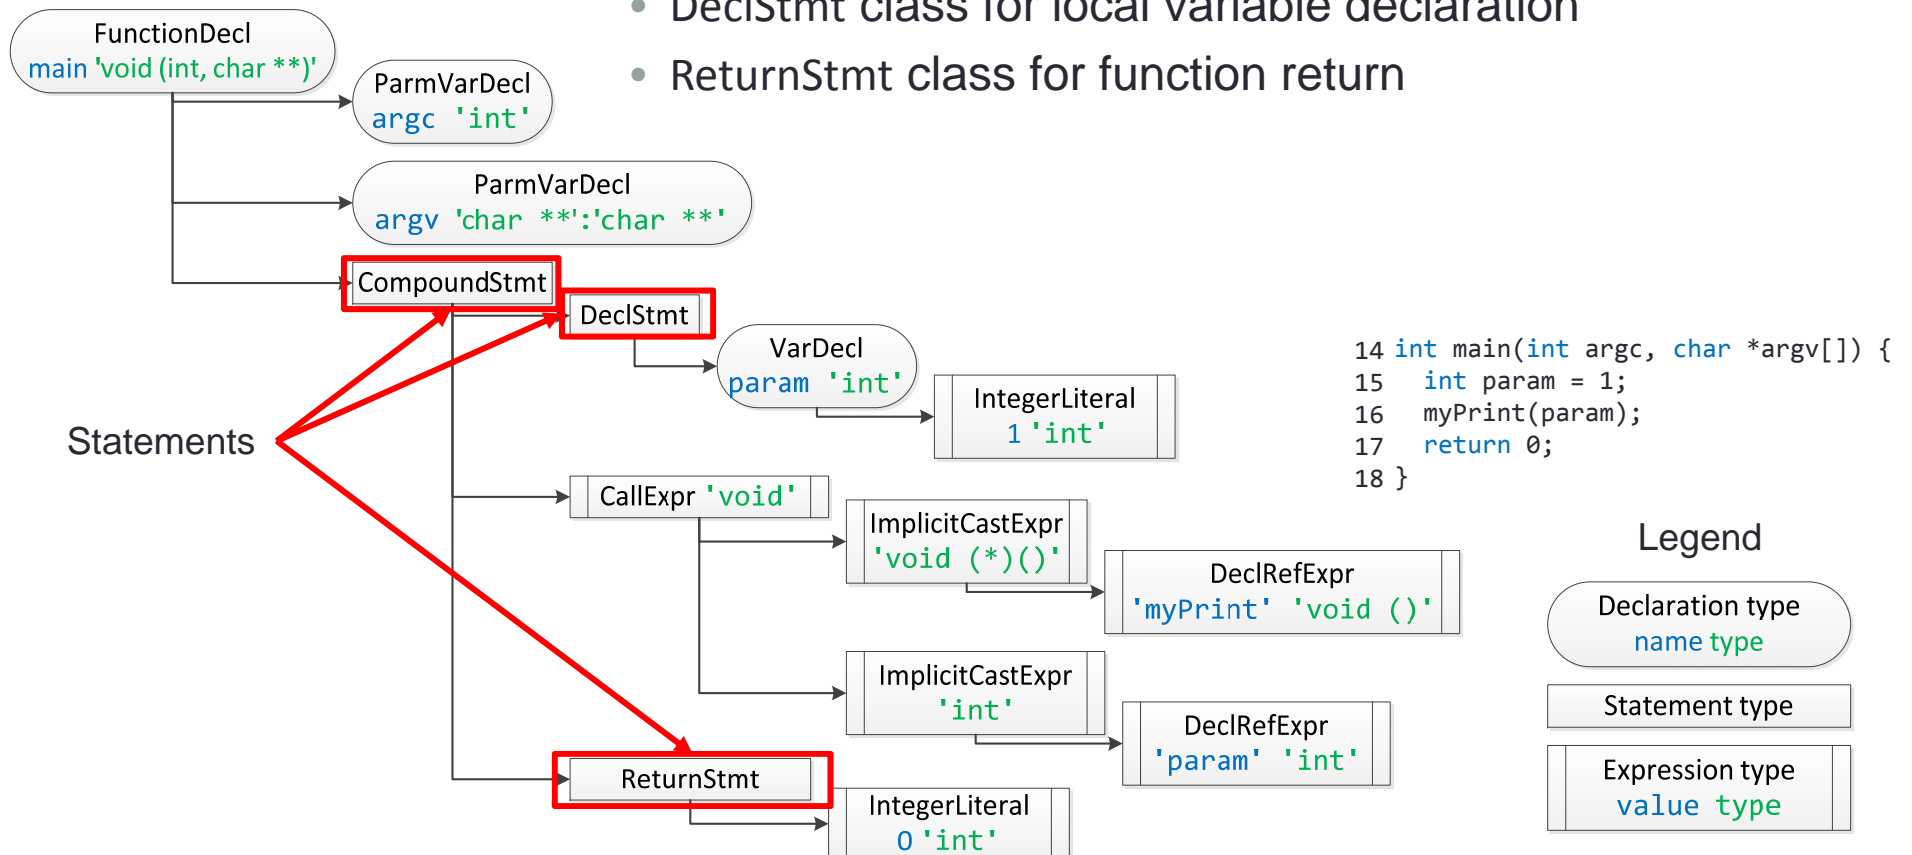 • DeclStmt class for local variable declaration
• ReturnStmt class for function return
FunctionDecl
main 'void (int, char **)'
ParmVarDecl
argc 'int'
ParmVarDecl
argv 'char **':'char **'
CompoundStmt
DeclStmt
VarDecl
param 'int'
IntegerLiteral
1 'int'
Statements
CallExpr 'void'
ImplicitCastExpr
'void (*)()'
DeclRefExpr
'myPrint' 'void ()'
ImplicitCastExpr
'int'
DeclRefExpr
'param' 'int'
ReturnStmt
IntegerLiteral
0 'int'
14 int main(int argc, char *argv[]) {
15   int param = 1;
16   myPrint(param);
17   return 0;
18 }
Legend
Declaration type
name type
Statement type
Expression type
value type